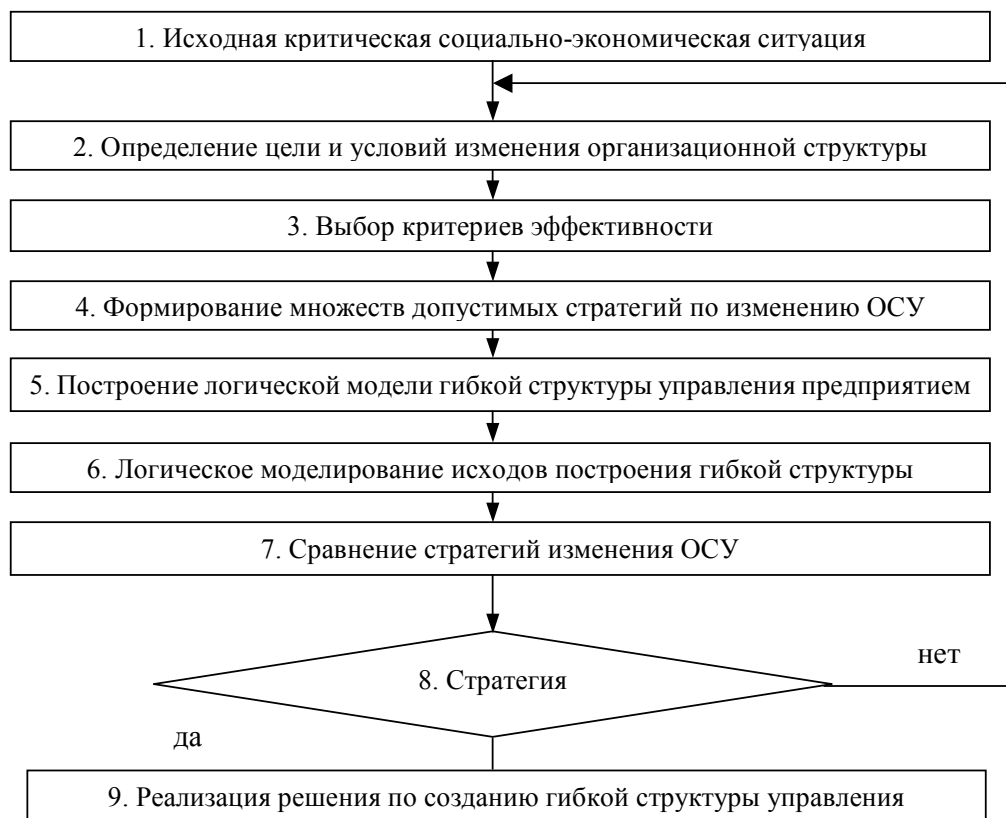 1. Исходная критическая социально-экономическая ситуация
2. Определение цели и условий изменения организационной структуры
3. Выбор критериев эффективности
4. Формирование множеств допустимых стратегий по изменению ОСУ
5. Построение логической модели гибкой структуры управления предприятием
6. Логическое моделирование исходов построения гибкой структуры
7. Сравнение стратегий изменения ОСУ
нет
8. Стратегия
да
9. Реализация решения по созданию гибкой структуры управления